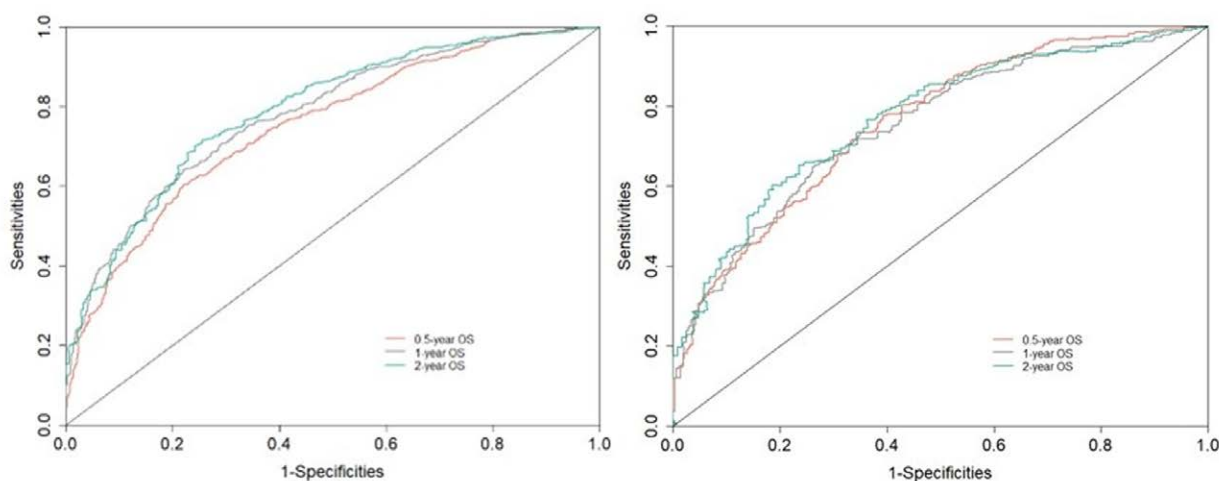 1.0
0.8
0.6
0.4
0.2
0.0
Sensitivities
0.5-year OS
1-year OS
2-year OS
0.0 0.2 0.4 0.6 0.8 1.0
1-Specificities
1.0
0.8
0.6
0.4
0.2
0.0
Sensitivities
0.5-year OS
1-year OS
2-year OS
0.0 0.2 0.4 0.6 0.8 1.0
1-Specificities